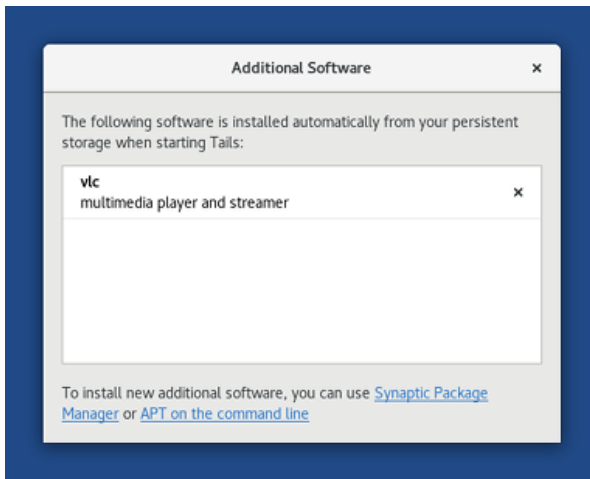 Additional Software
The following software is installed automatically from your persistent
storage when starting Tails:
vlc
multimedia player and streamer
To install new additional software, you can use Synaptic Package
Manager or APT on the command line